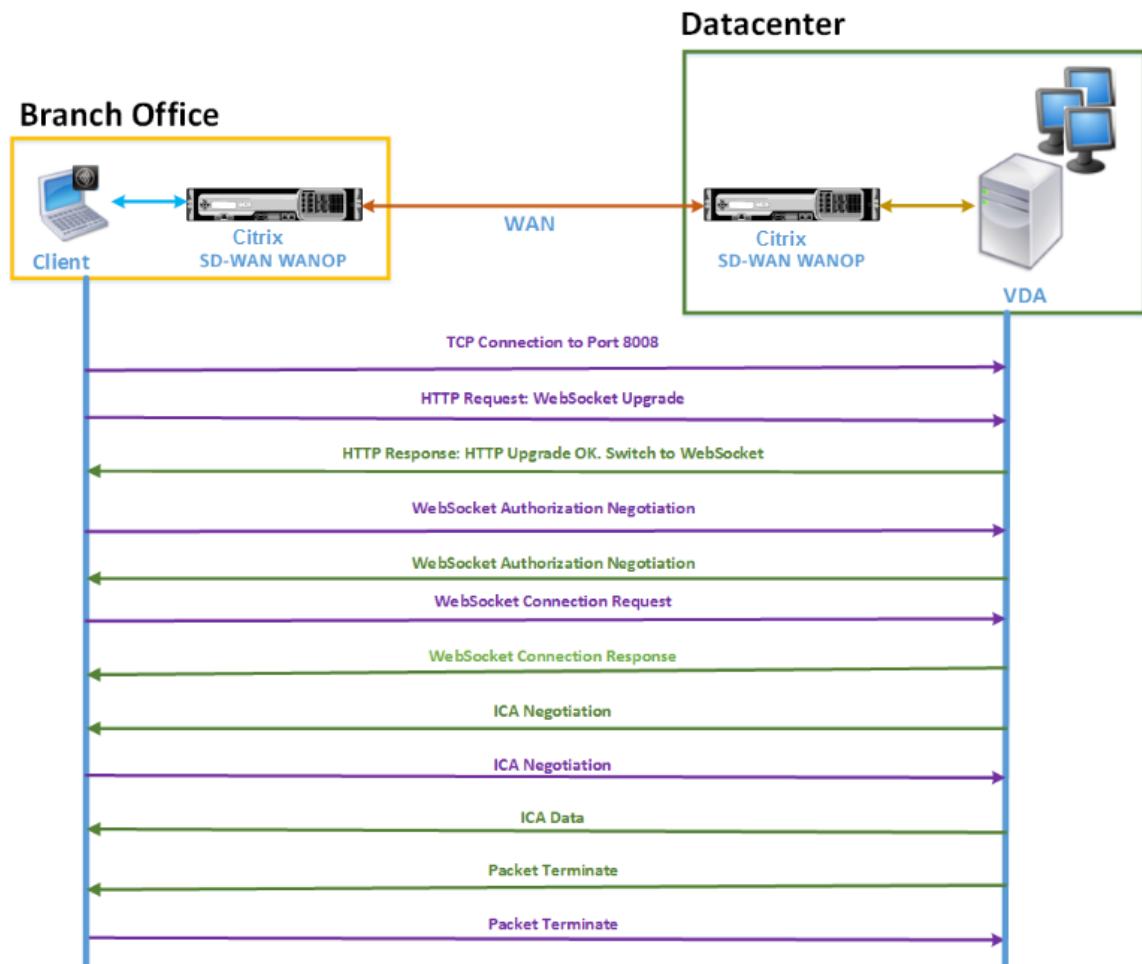 Datacenter
Branch Office
WAN
Citrix
SD-WAN WANOP
Client
Citrix
SD-WAN WANOP
VDA
TCP Connection to Port 8008
HTTP Request: WebSocket Upgrade
HTTP Response: HTTP Upgrade OK. Switch to WebSocket
WebSocket Authorization Negotiation
WebSocket Authorization Negotiation
WebSocket Connection Request
WebSocket Connection Response
ICA Negotiation
ICA Negotiation
ICA Data
Packet Terminate
Packet Terminate